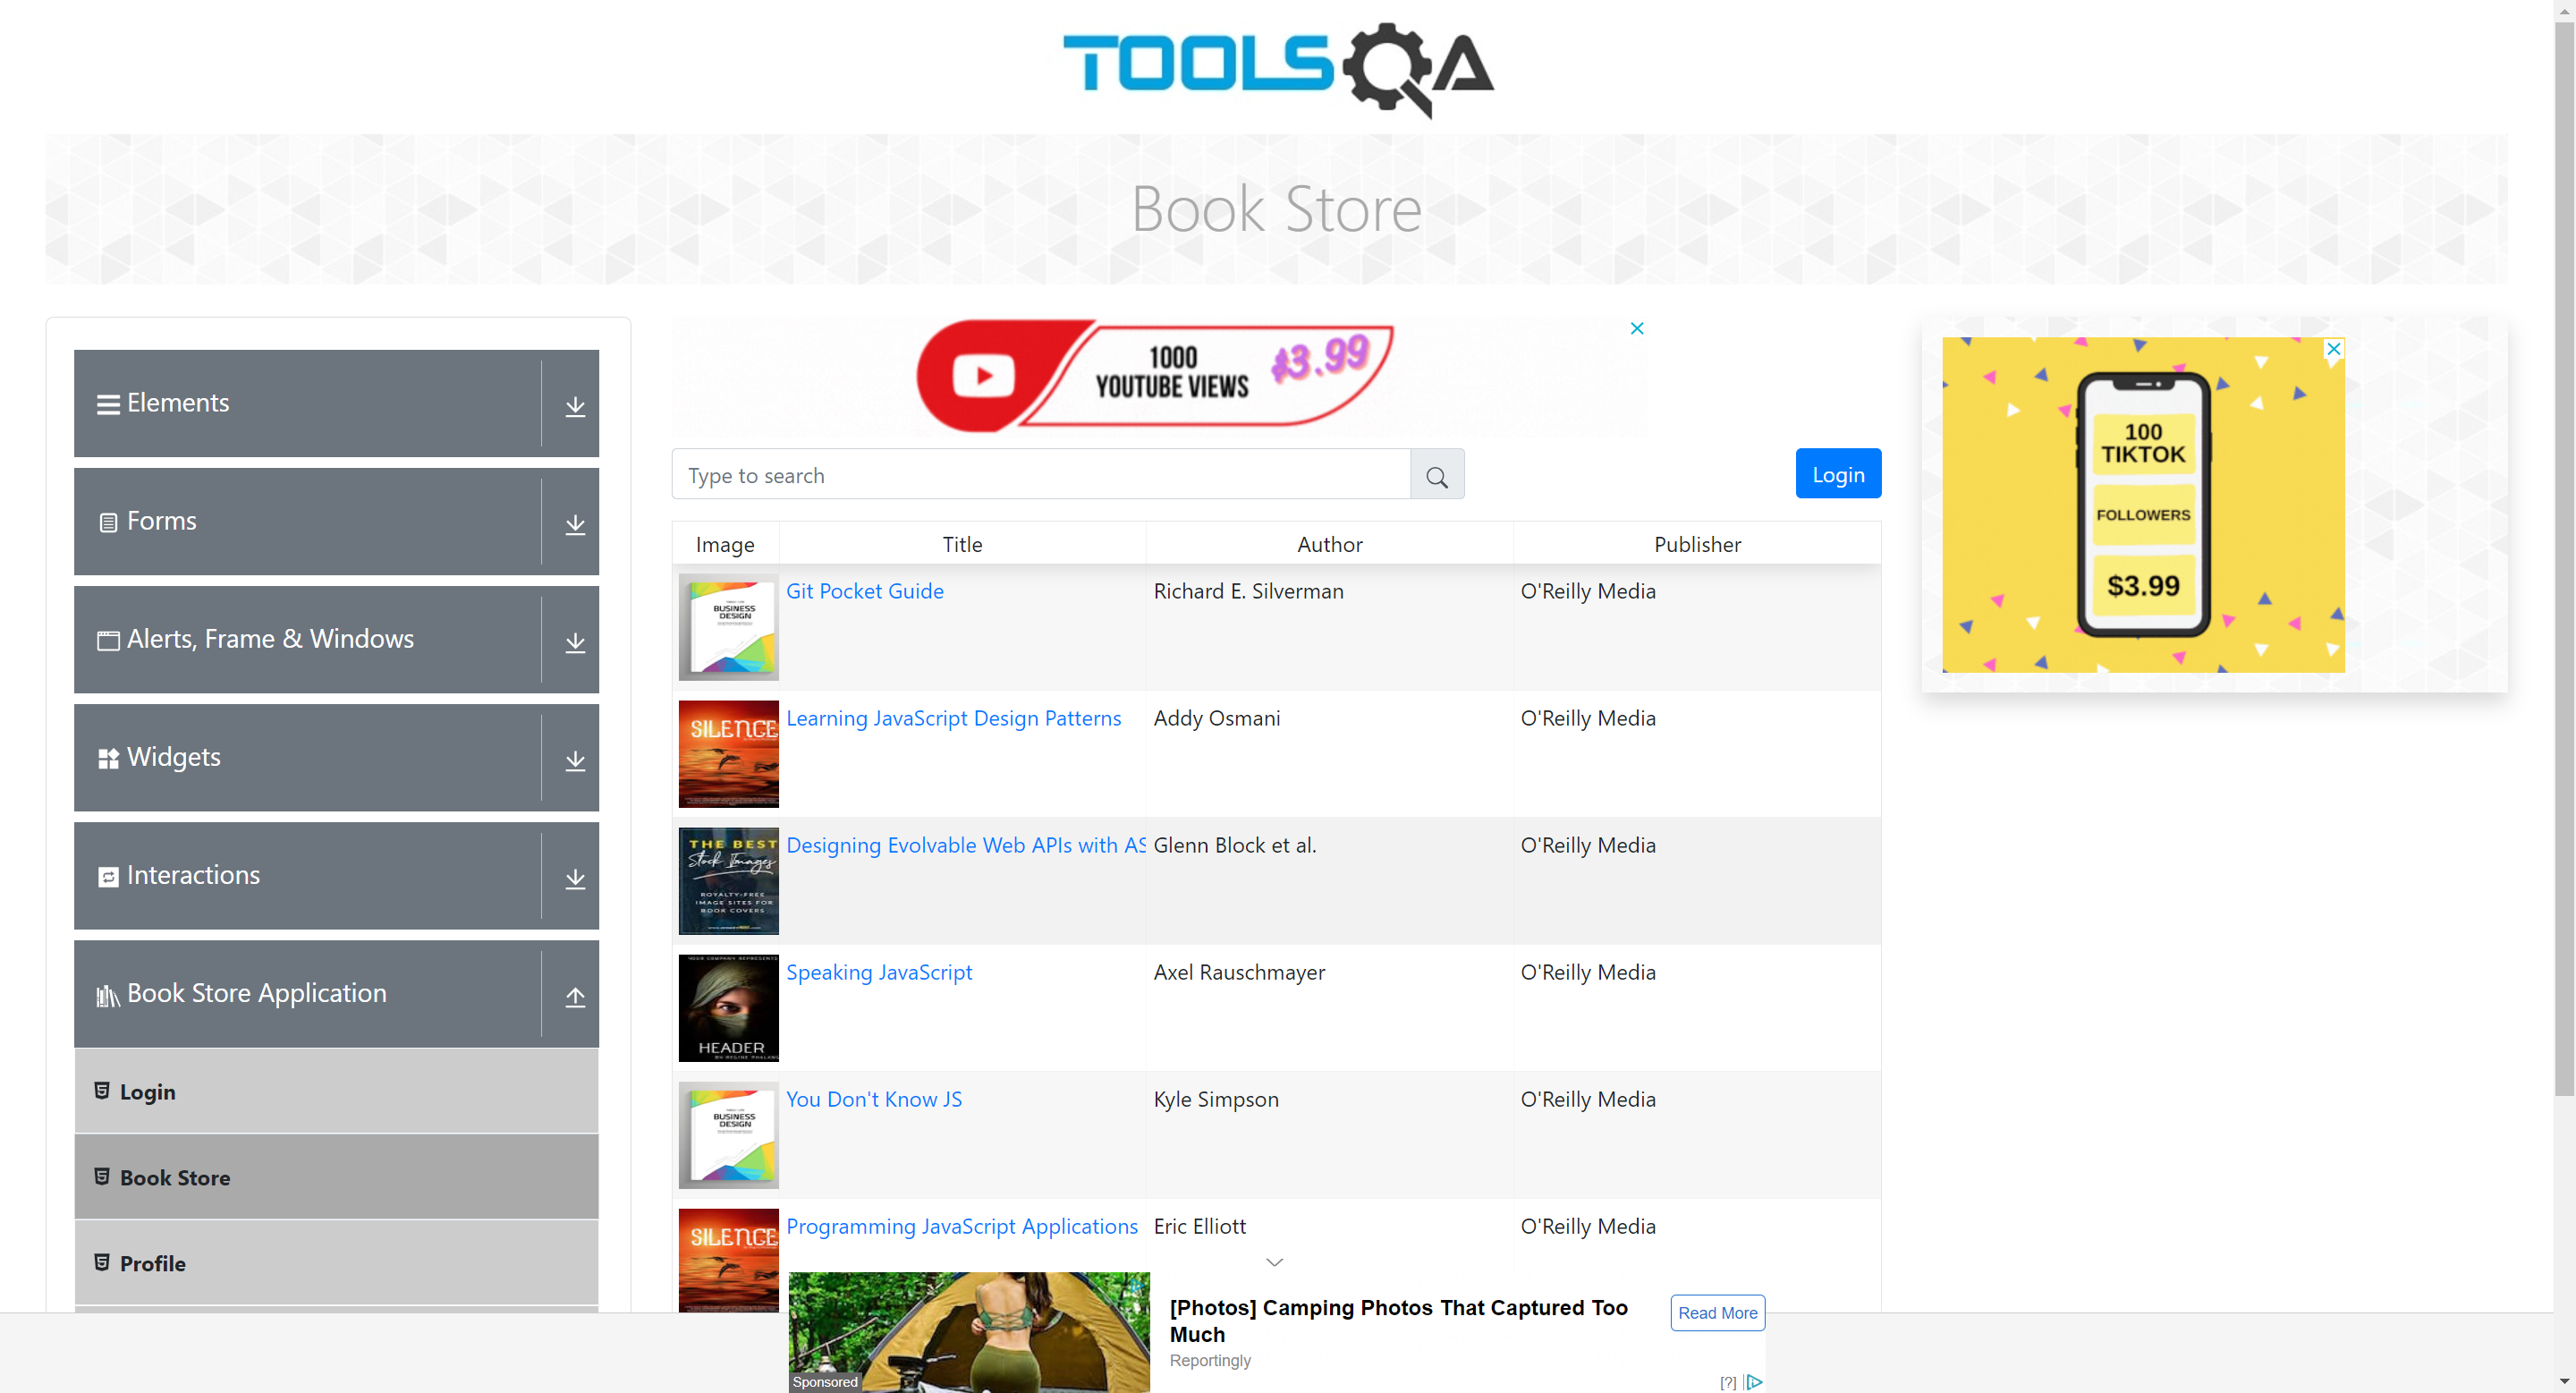 TOOLSQA
Book Store
Elements
Forms
Alerts, Frame & Windows
Widgets
Interactions
Book Store Application
Login
Book Store
Profile
1000
YOUTUBE VIEWS
$3.99
Type to search
Login
Image Title Author Publisher
BUSINESS
DESIGN
Git Pocket Guide Richard E. Silverman O'Reilly Media
SILENCE
Learning JavaScript Design Patterns Addy Osmani O'Reilly Media
THE BEST
Stock Images
ROYALTY-FREE
IMAGE SITES FOR
BOOK COVERS
Designing Evolvable Web APIs with AS Glenn Block et al. O'Reilly Media
YOUR COMPANY REPRESENTS
HEADER
Speaking JavaScript Axel Rauschmayer O'Reilly Media
BUSINESS
DESIGN
You Don't Know JS Kyle Simpson O'Reilly Media
SILENCE
Programming JavaScript Applications Eric Elliott O'Reilly Media
100
TIKTOK
FOLLOWERS
$3.99
[Photos] Camping Photos That Captured Too
Much
Reportingly
Read More
Sponsored
[?]